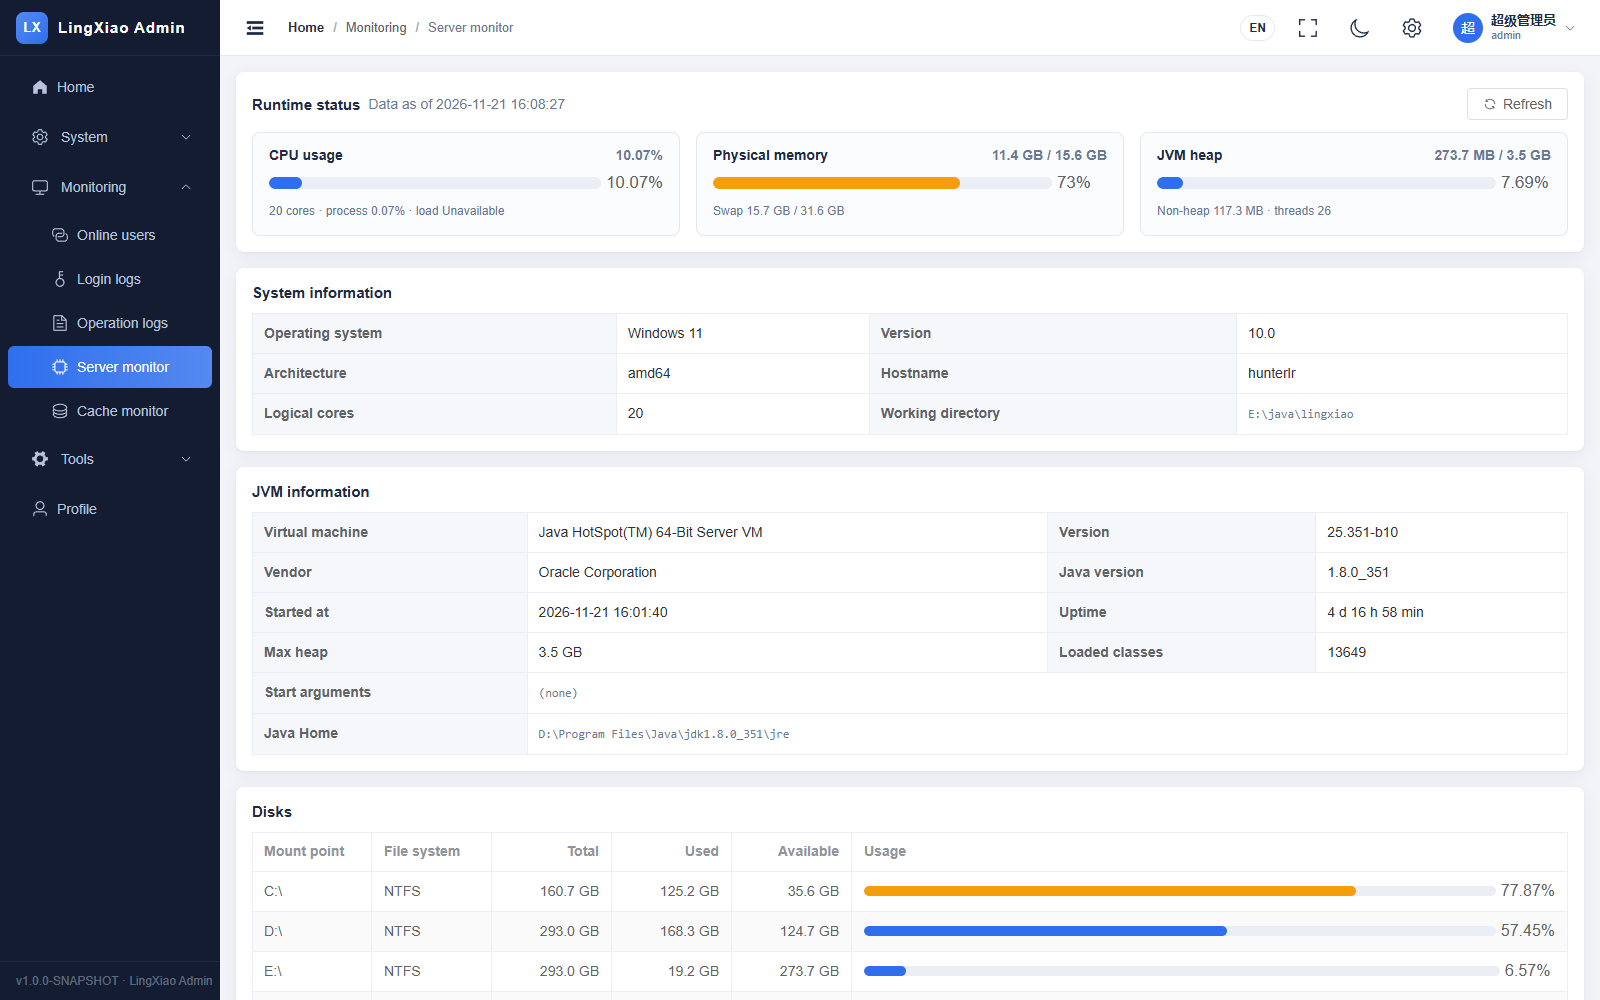 LX LingXiao Admin
Home / Monitoring / Server monitor
EN
超 超级管理员
admin
Home
System
Monitoring
Online users
Login logs
Operation logs
Server monitor
Cache monitor
Tools
Profile
v1.0.0-SNAPSHOT · LingXiao Admin
Runtime status Data as of 2026-11-21 16:08:27
Refresh
CPU usage 10.07%
10.07%
20 cores · process 0.07% · load Unavailable
Physical memory 11.4 GB / 15.6 GB
73%
Swap 15.7 GB / 31.6 GB
JVM heap 273.7 MB / 3.5 GB
7.69%
Non-heap 117.3 MB · threads 26
System information
Operating system Windows 11 Version 10.0
Architecture amd64 Hostname hunterlr
Logical cores 20 Working directory E:\java\lingxiao
JVM information
Virtual machine Java HotSpot(TM) 64-Bit Server VM Version 25.351-b10
Vendor Oracle Corporation Java version 1.8.0_351
Started at 2026-11-21 16:01:40 Uptime 4 d 16 h 58 min
Max heap 3.5 GB Loaded classes 13649
Start arguments (none)
Java Home D:\Program Files\Java\jdk1.8.0_351\jre
Disks
Mount point File system Total Used Available Usage
C:\ NTFS 160.7 GB 125.2 GB 35.6 GB 77.87%
D:\ NTFS 293.0 GB 168.3 GB 124.7 GB 57.45%
E:\ NTFS 293.0 GB 19.2 GB 273.7 GB 6.57%